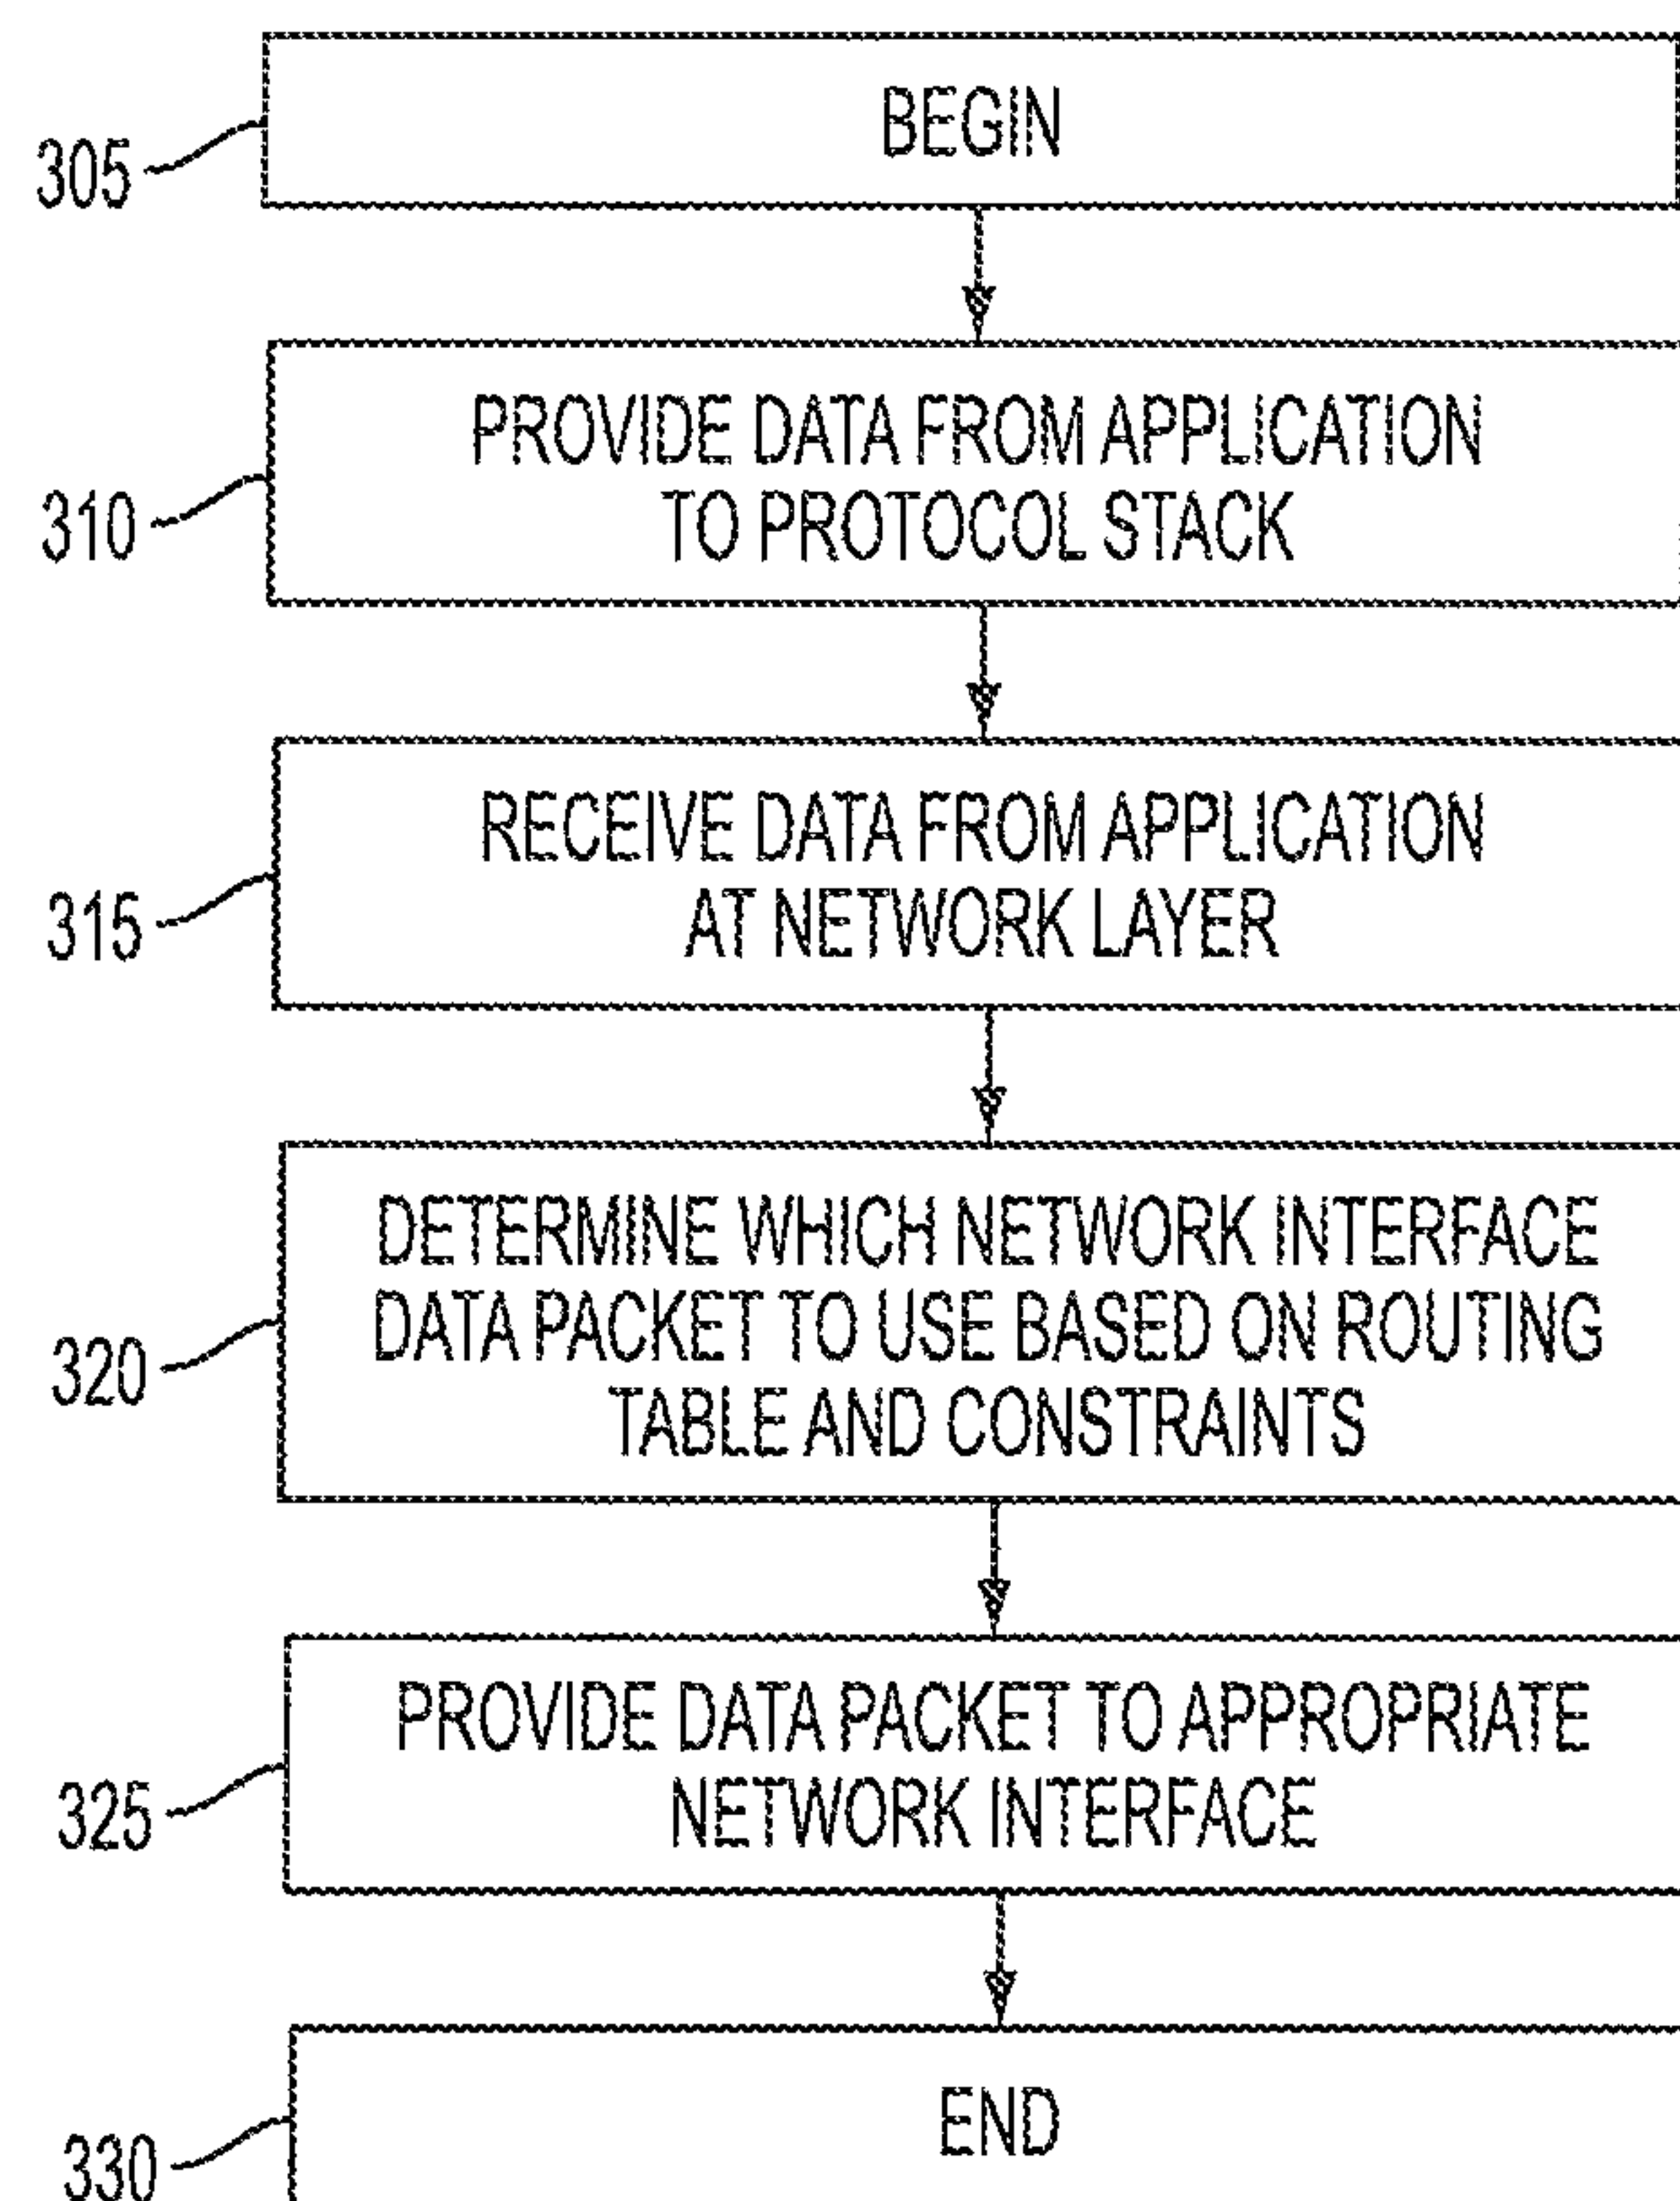 305
BEGIN
310
PROVIDE DATA FROM APPLICATION
TO PROTOCOL STACK
315
RECEIVE DATA FROM APPLICATION
AT NETWORK LAYER
320
DETERMINE WHICH NETWORK INTERFACE
DATA PACKET TO USE BASED ON ROUTING
TABLE AND CONSTRAINTS
325
PROVIDE DATA PACKET TO APPROPRIATE
NETWORK INTERFACE
330
END